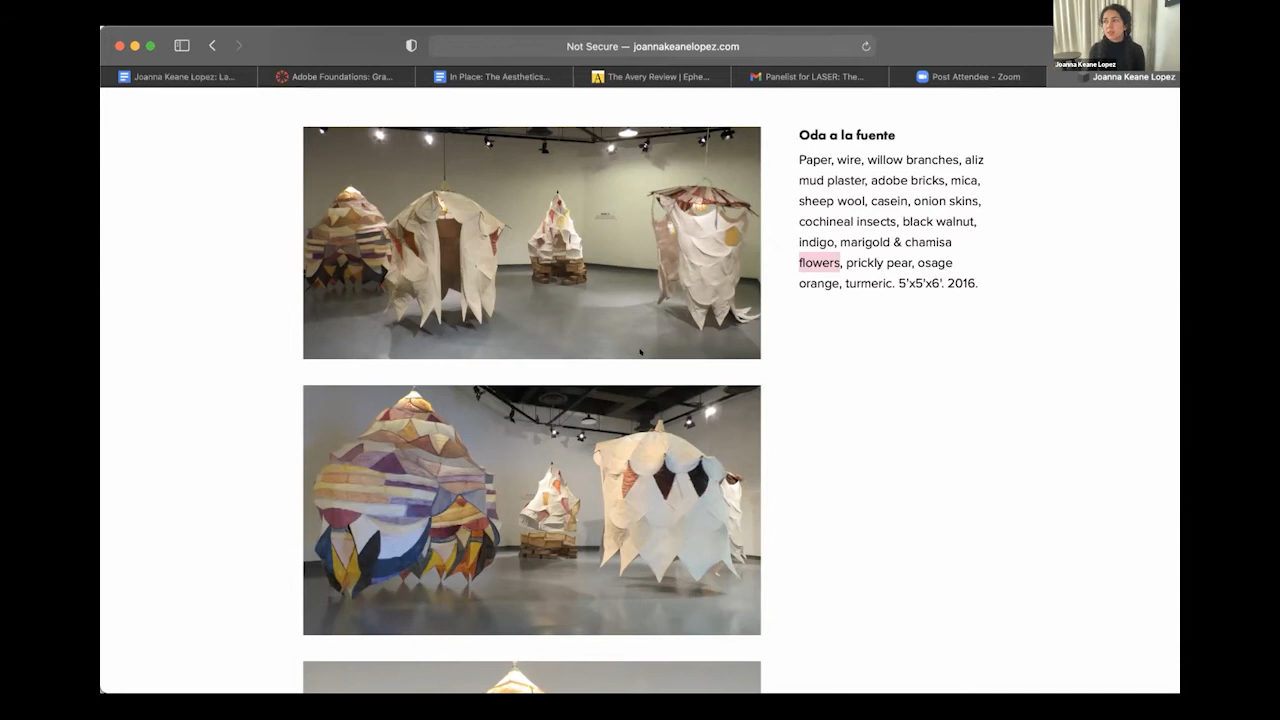 Not Secure — joannakeanelopez.com
Joanna Keane Lopez
Joanna Keane Lopez: La...
Adobe Foundations: Gra...
In Place: The Aesthetics...
The Avery Review | Ephe...
Panelist for LASER: The...
Post Attendee - Zoom
Joanna Keane Lopez
Oda a la fuente
Paper, wire, willow branches, aliz
mud plaster, adobe bricks, mica,
sheep wool, casein, onion skins,
cochineal insects, black walnut,
indigo, marigold & chamisa
flowers, prickly pear, osage
orange, turmeric. 5'x5'x6'. 2016.